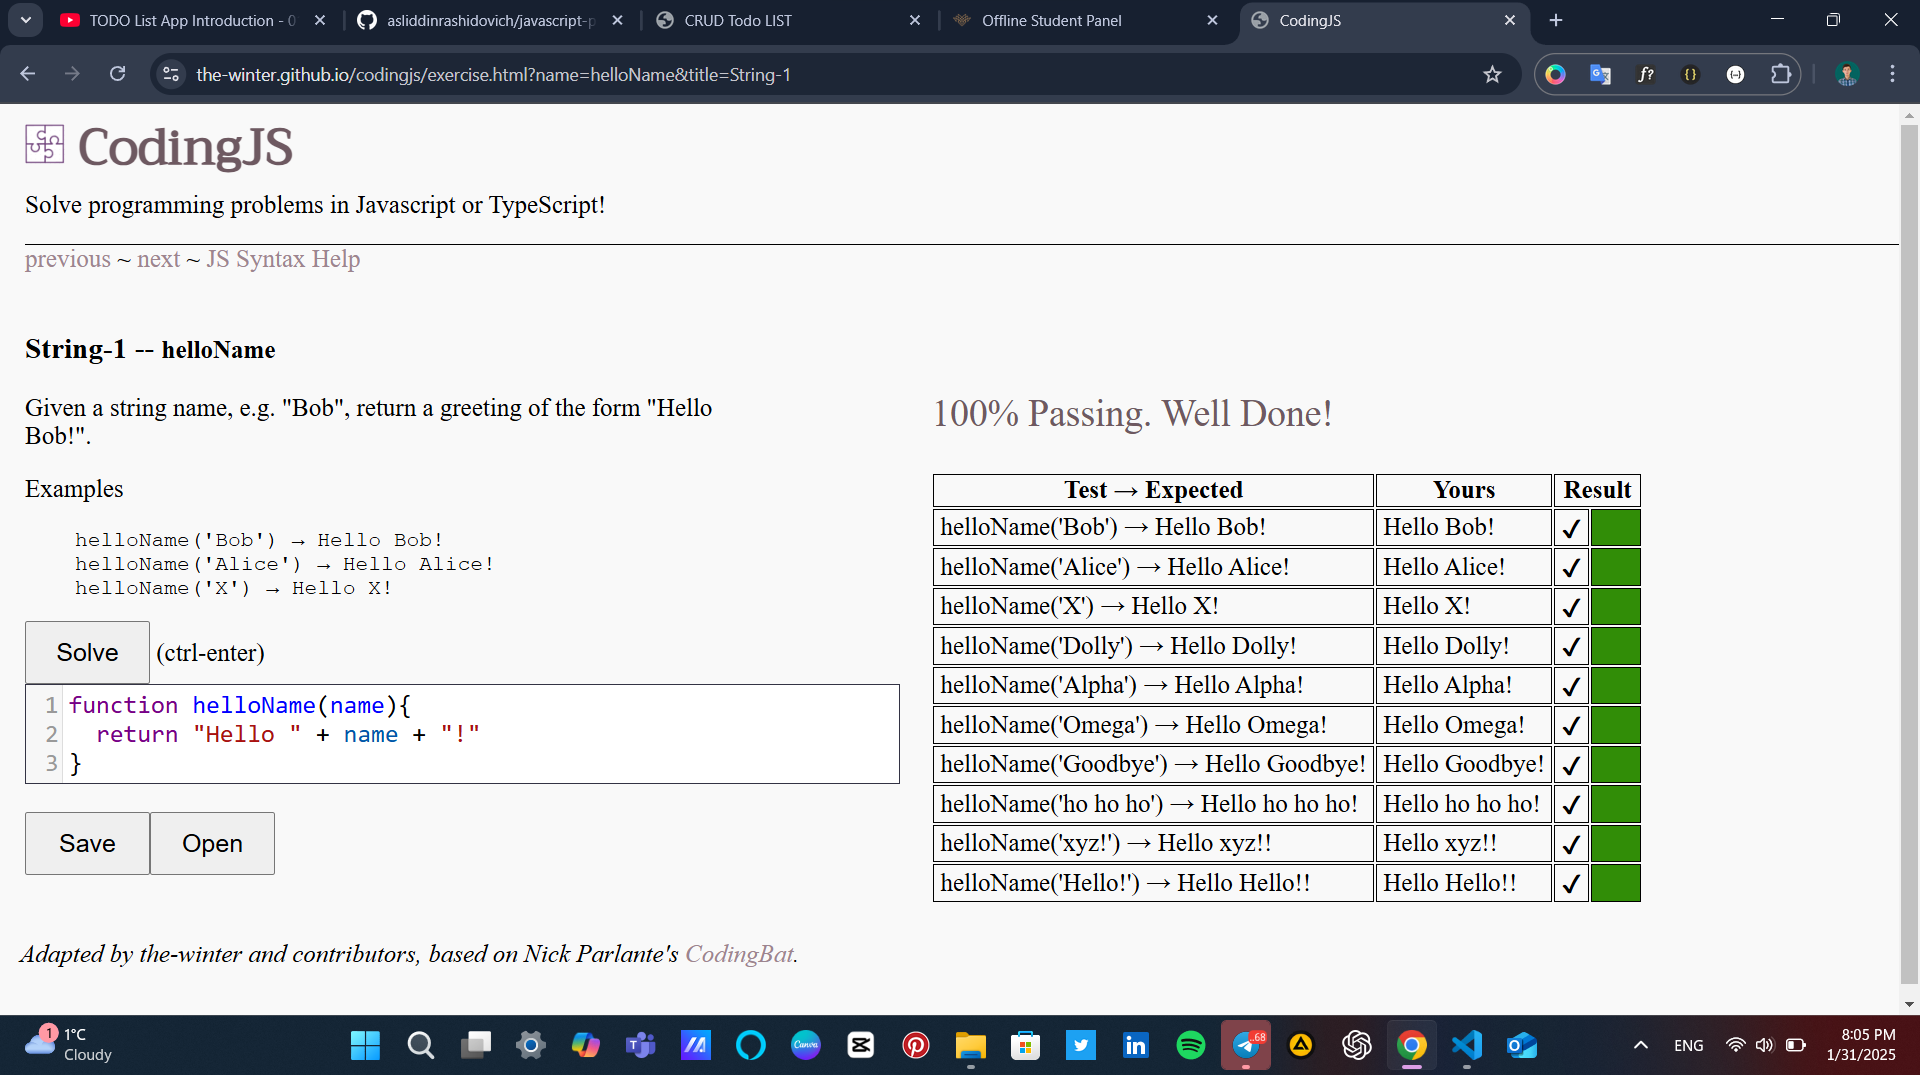 TODO List App Introduction - 0
asliddinrashidovich/javascript-p
CRUD Todo LIST
Offline Student Panel
CodingJS
the-winter.github.io/codingjs/exercise.html?name=helloName&title=String-1
CodingJS
Solve programming problems in Javascript or TypeScript!
previous ~ next ~ JS Syntax Help
String-1 -- helloName
Given a string name, e.g. "Bob", return a greeting of the form "Hello
Bob!".
Examples
helloName('Bob') → Hello Bob!
helloName('Alice') → Hello Alice!
helloName('X') → Hello X!
Solve (ctrl-enter)
1 function helloName(name){
2 return "Hello " + name + "!"
3 }
Save Open
100% Passing. Well Done!
Test → Expected Yours Result
helloName('Bob') → Hello Bob! Hello Bob! ✔
helloName('Alice') → Hello Alice! Hello Alice! ✔
helloName('X') → Hello X! Hello X! ✔
helloName('Dolly') → Hello Dolly! Hello Dolly! ✔
helloName('Alpha') → Hello Alpha! Hello Alpha! ✔
helloName('Omega') → Hello Omega! Hello Omega! ✔
helloName('Goodbye') → Hello Goodbye! Hello Goodbye! ✔
helloName('ho ho ho') → Hello ho ho ho! Hello ho ho ho! ✔
helloName('xyz!') → Hello xyz!! Hello xyz!! ✔
helloName('Hello!') → Hello Hello!! Hello Hello!! ✔
Adapted by the-winter and contributors, based on Nick Parlante's CodingBat.
1
1°C
Cloudy
Canva
..68
ENG
8:05 PM
1/31/2025